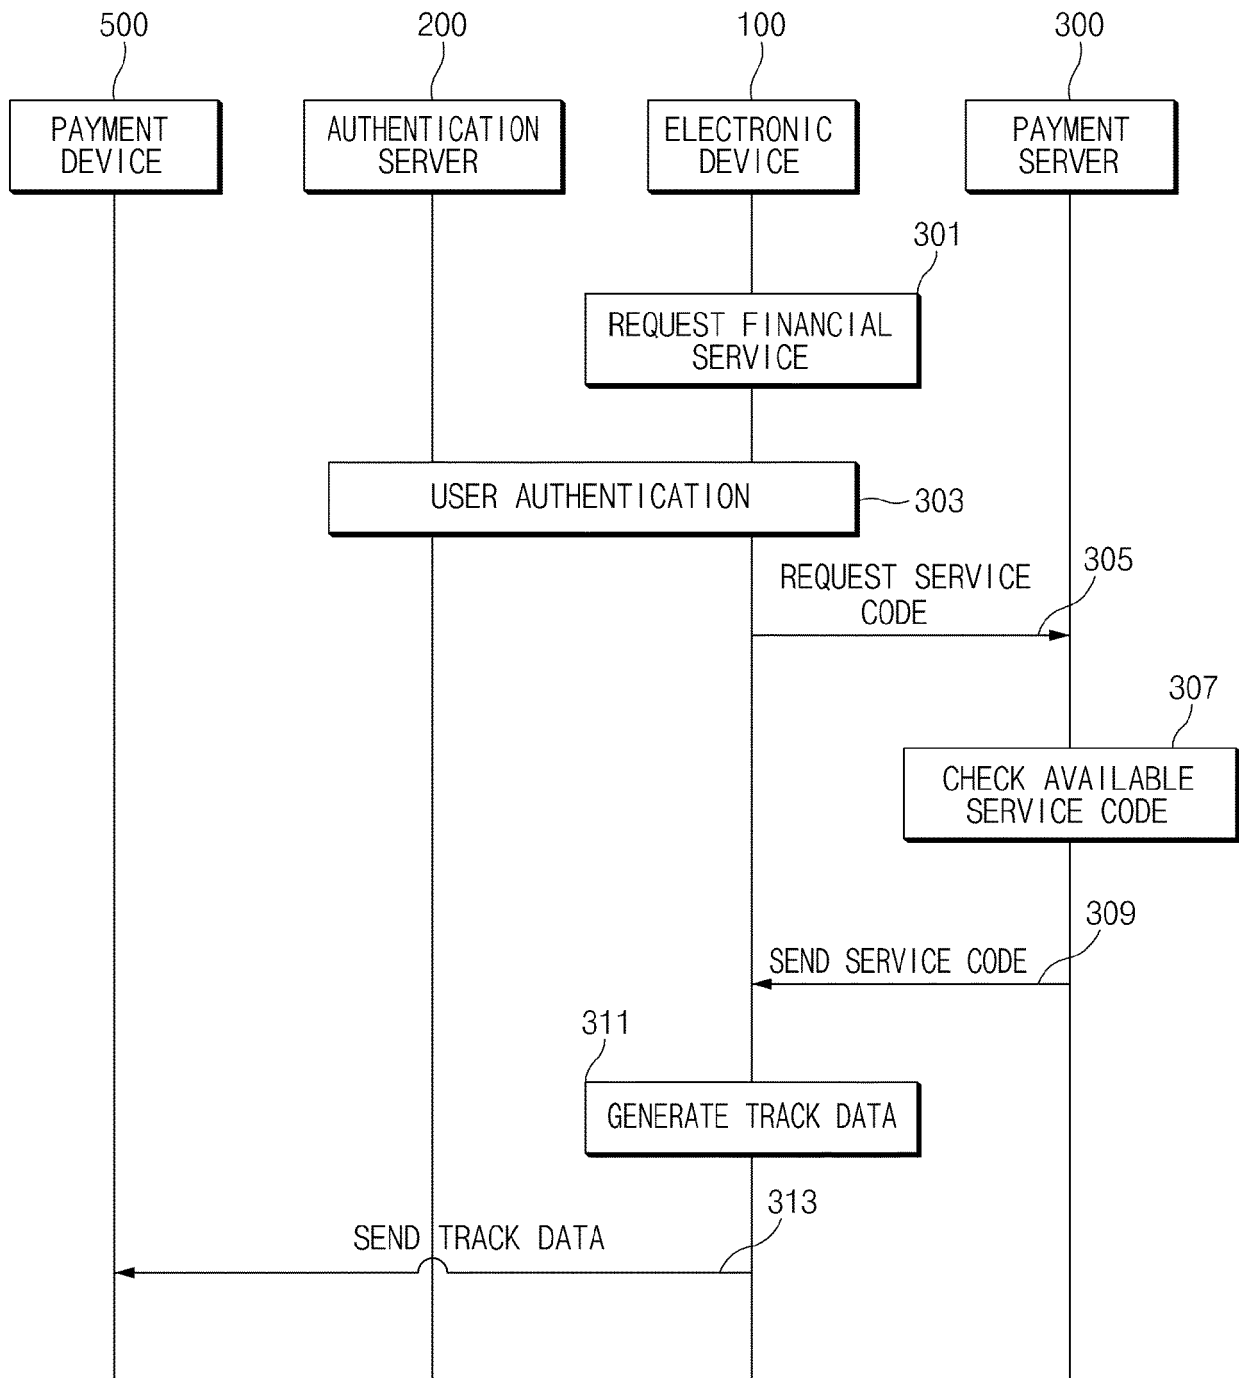 500
200
100
300
PAYMENT
DEVICE
AUTHENTICATION
SERVER
ELECTRONIC
DEVICE
PAYMENT
SERVER
301
REQUEST FINANCIAL
SERVICE
USER AUTHENTICATION
303
REQUEST SERVICE
CODE
305
307
CHECK AVAILABLE
SERVICE CODE
309
SEND SERVICE CODE
311
GENERATE TRACK DATA
313
SEND TRACK DATA